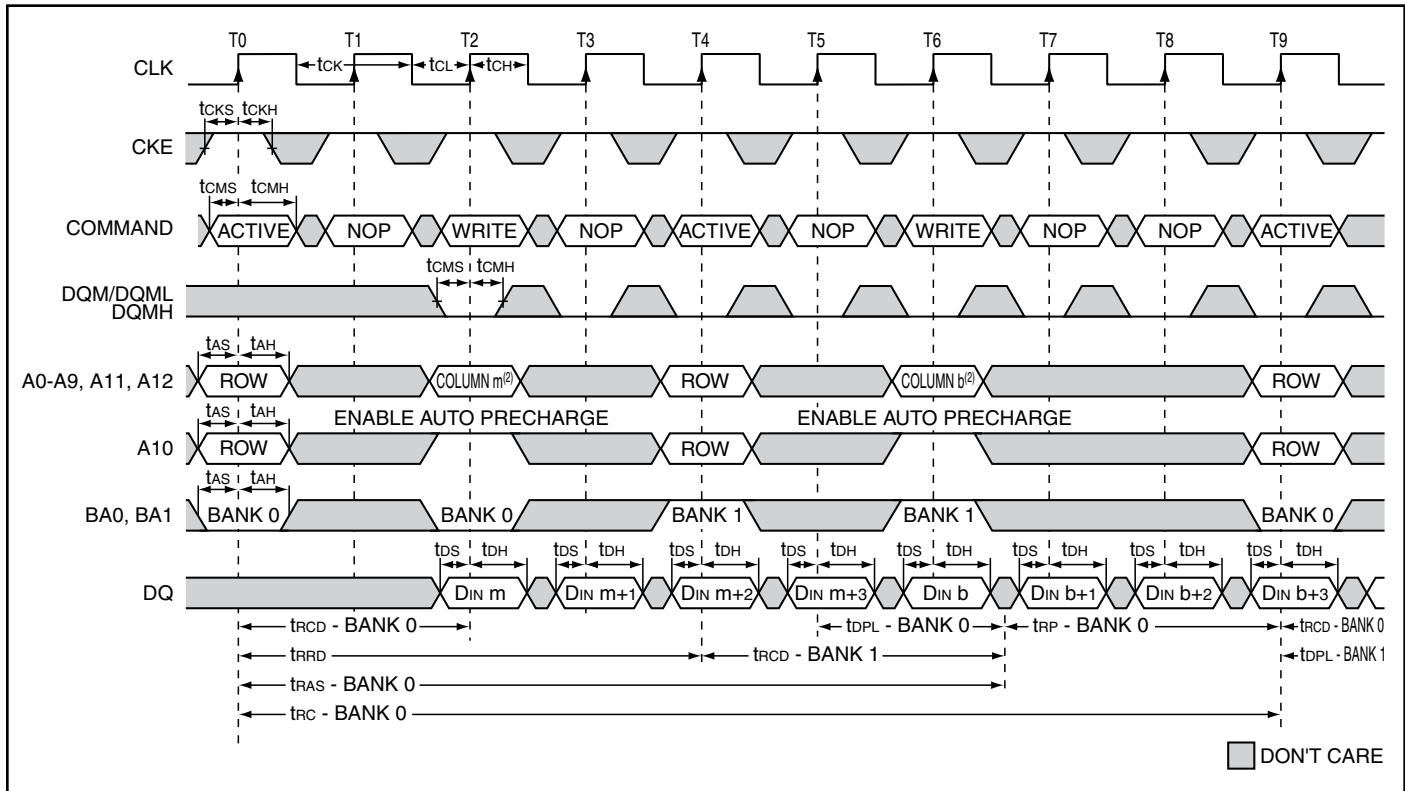 T0 T1 T2 T3 T4 T5 T6 T7 T8 T9
CLK
tCK tCL tCH
tCKS tCKH
CKE
tCMS tCMH
COMMAND
ACTIVE NOP WRITE NOP ACTIVE NOP WRITE NOP NOP ACTIVE
tCMS tCMH
DQM/DQML
DQMH
tAS tAH
A0-A9, A11, A12
ROW COLUMN m(2) ROW COLUMN b(2) ROW
tAS tAH ENABLE AUTO PRECHARGE ENABLE AUTO PRECHARGE
A10
ROW ROW ROW
tAS tAH
BA0, BA1
BANK 0 BANK 0 BANK 1 BANK 1 BANK 0
tDS tDH tDS tDH tDS tDH tDS tDH tDS tDH tDS tDH tDS tDH tDS tDH
DQ
DIN m DIN m+1 DIN m+2 DIN m+3 DIN b DIN b+1 DIN b+2 DIN b+3
tRCD - BANK 0 tDPL - BANK 0 tRP - BANK 0 tRCD - BANK 0
tRRD tRCD - BANK 1 tDPL - BANK 1
tRAS - BANK 0
tRC - BANK 0
DON'T CARE